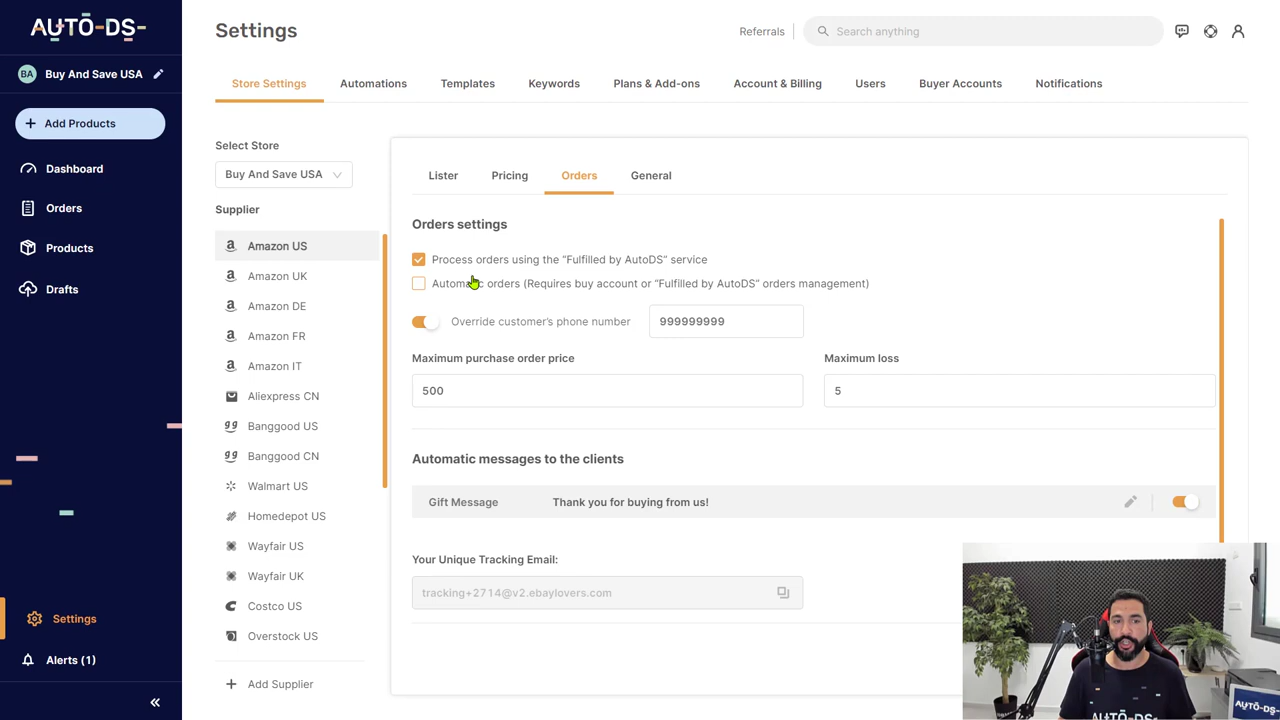 AUTO-DS-
BA Buy And Save USA
Add Products
Dashboard
Orders
Products
Drafts
Settings
Alerts (1)
Settings
Referrals
Search anything
Store Settings
Automations
Templates
Keywords
Plans & Add-ons
Account & Billing
Users
Buyer Accounts
Notifications
Select Store
Buy And Save USA
Supplier
Amazon US
Amazon UK
Amazon DE
Amazon FR
Amazon IT
Aliexpress CN
Banggood US
Banggood CN
Walmart US
Homedepot US
Wayfair US
Wayfair UK
Costco US
Overstock US
Add Supplier
Lister
Pricing
Orders
General
Orders settings
Process orders using the “Fulfilled by AutoDS” service
Automatic orders (Requires buy account or “Fulfilled by AutoDS” orders management)
Override customer’s phone number
999999999
Maximum purchase order price
500
Maximum loss
5
Automatic messages to the clients
Gift Message
Thank you for buying from us!
Your Unique Tracking Email:
tracking+2714@v2.ebaylovers.com
AUTO-DS-
AUTO-DS-